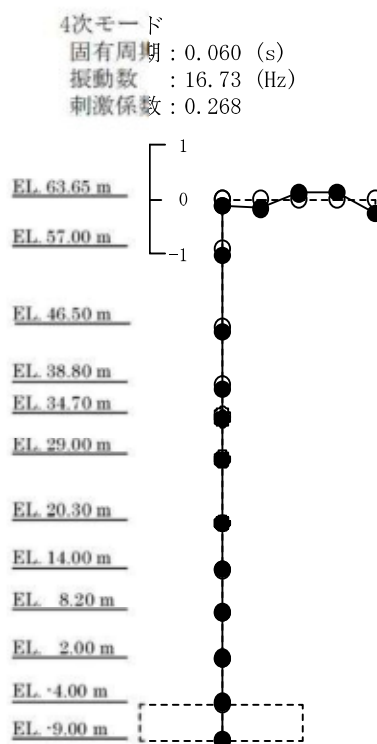 4次モード
固有周期：0.060 (s)
振動数　：16.73 (Hz)
刺激係数：0.268
1
EL. 63.65 m
0
EL. 57.00 m
-1
EL. 46.50 m
EL. 38.80 m
EL. 34.70 m
EL. 29.00 m
EL. 20.30 m
EL. 14.00 m
EL. 8.20 m
EL. 2.00 m
EL. -4.00 m
EL. -9.00 m